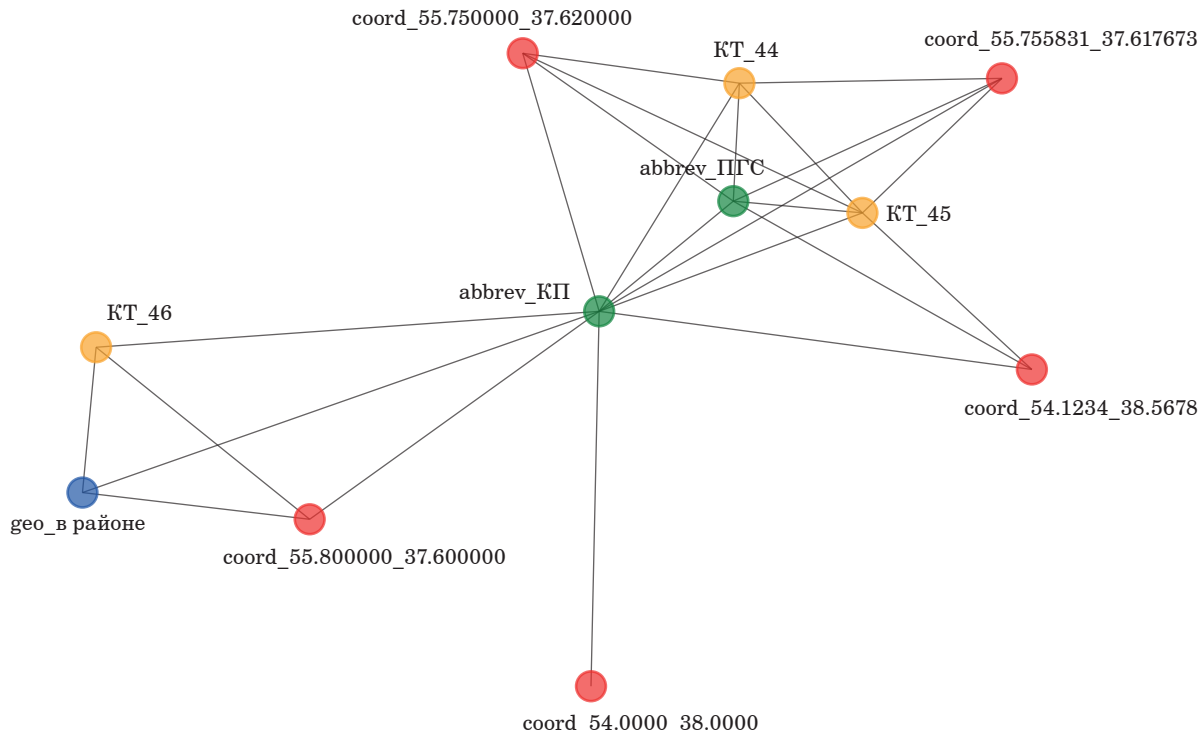 coord_55.750000_37.620000
КТ_44
coord_55.755831_37.617673
abbrev_ПГС
КТ_45
abbrev_КП
КТ_46
coord_54.1234_38.5678
geo_в районе
coord_55.800000_37.600000
coord_54.0000_38.0000